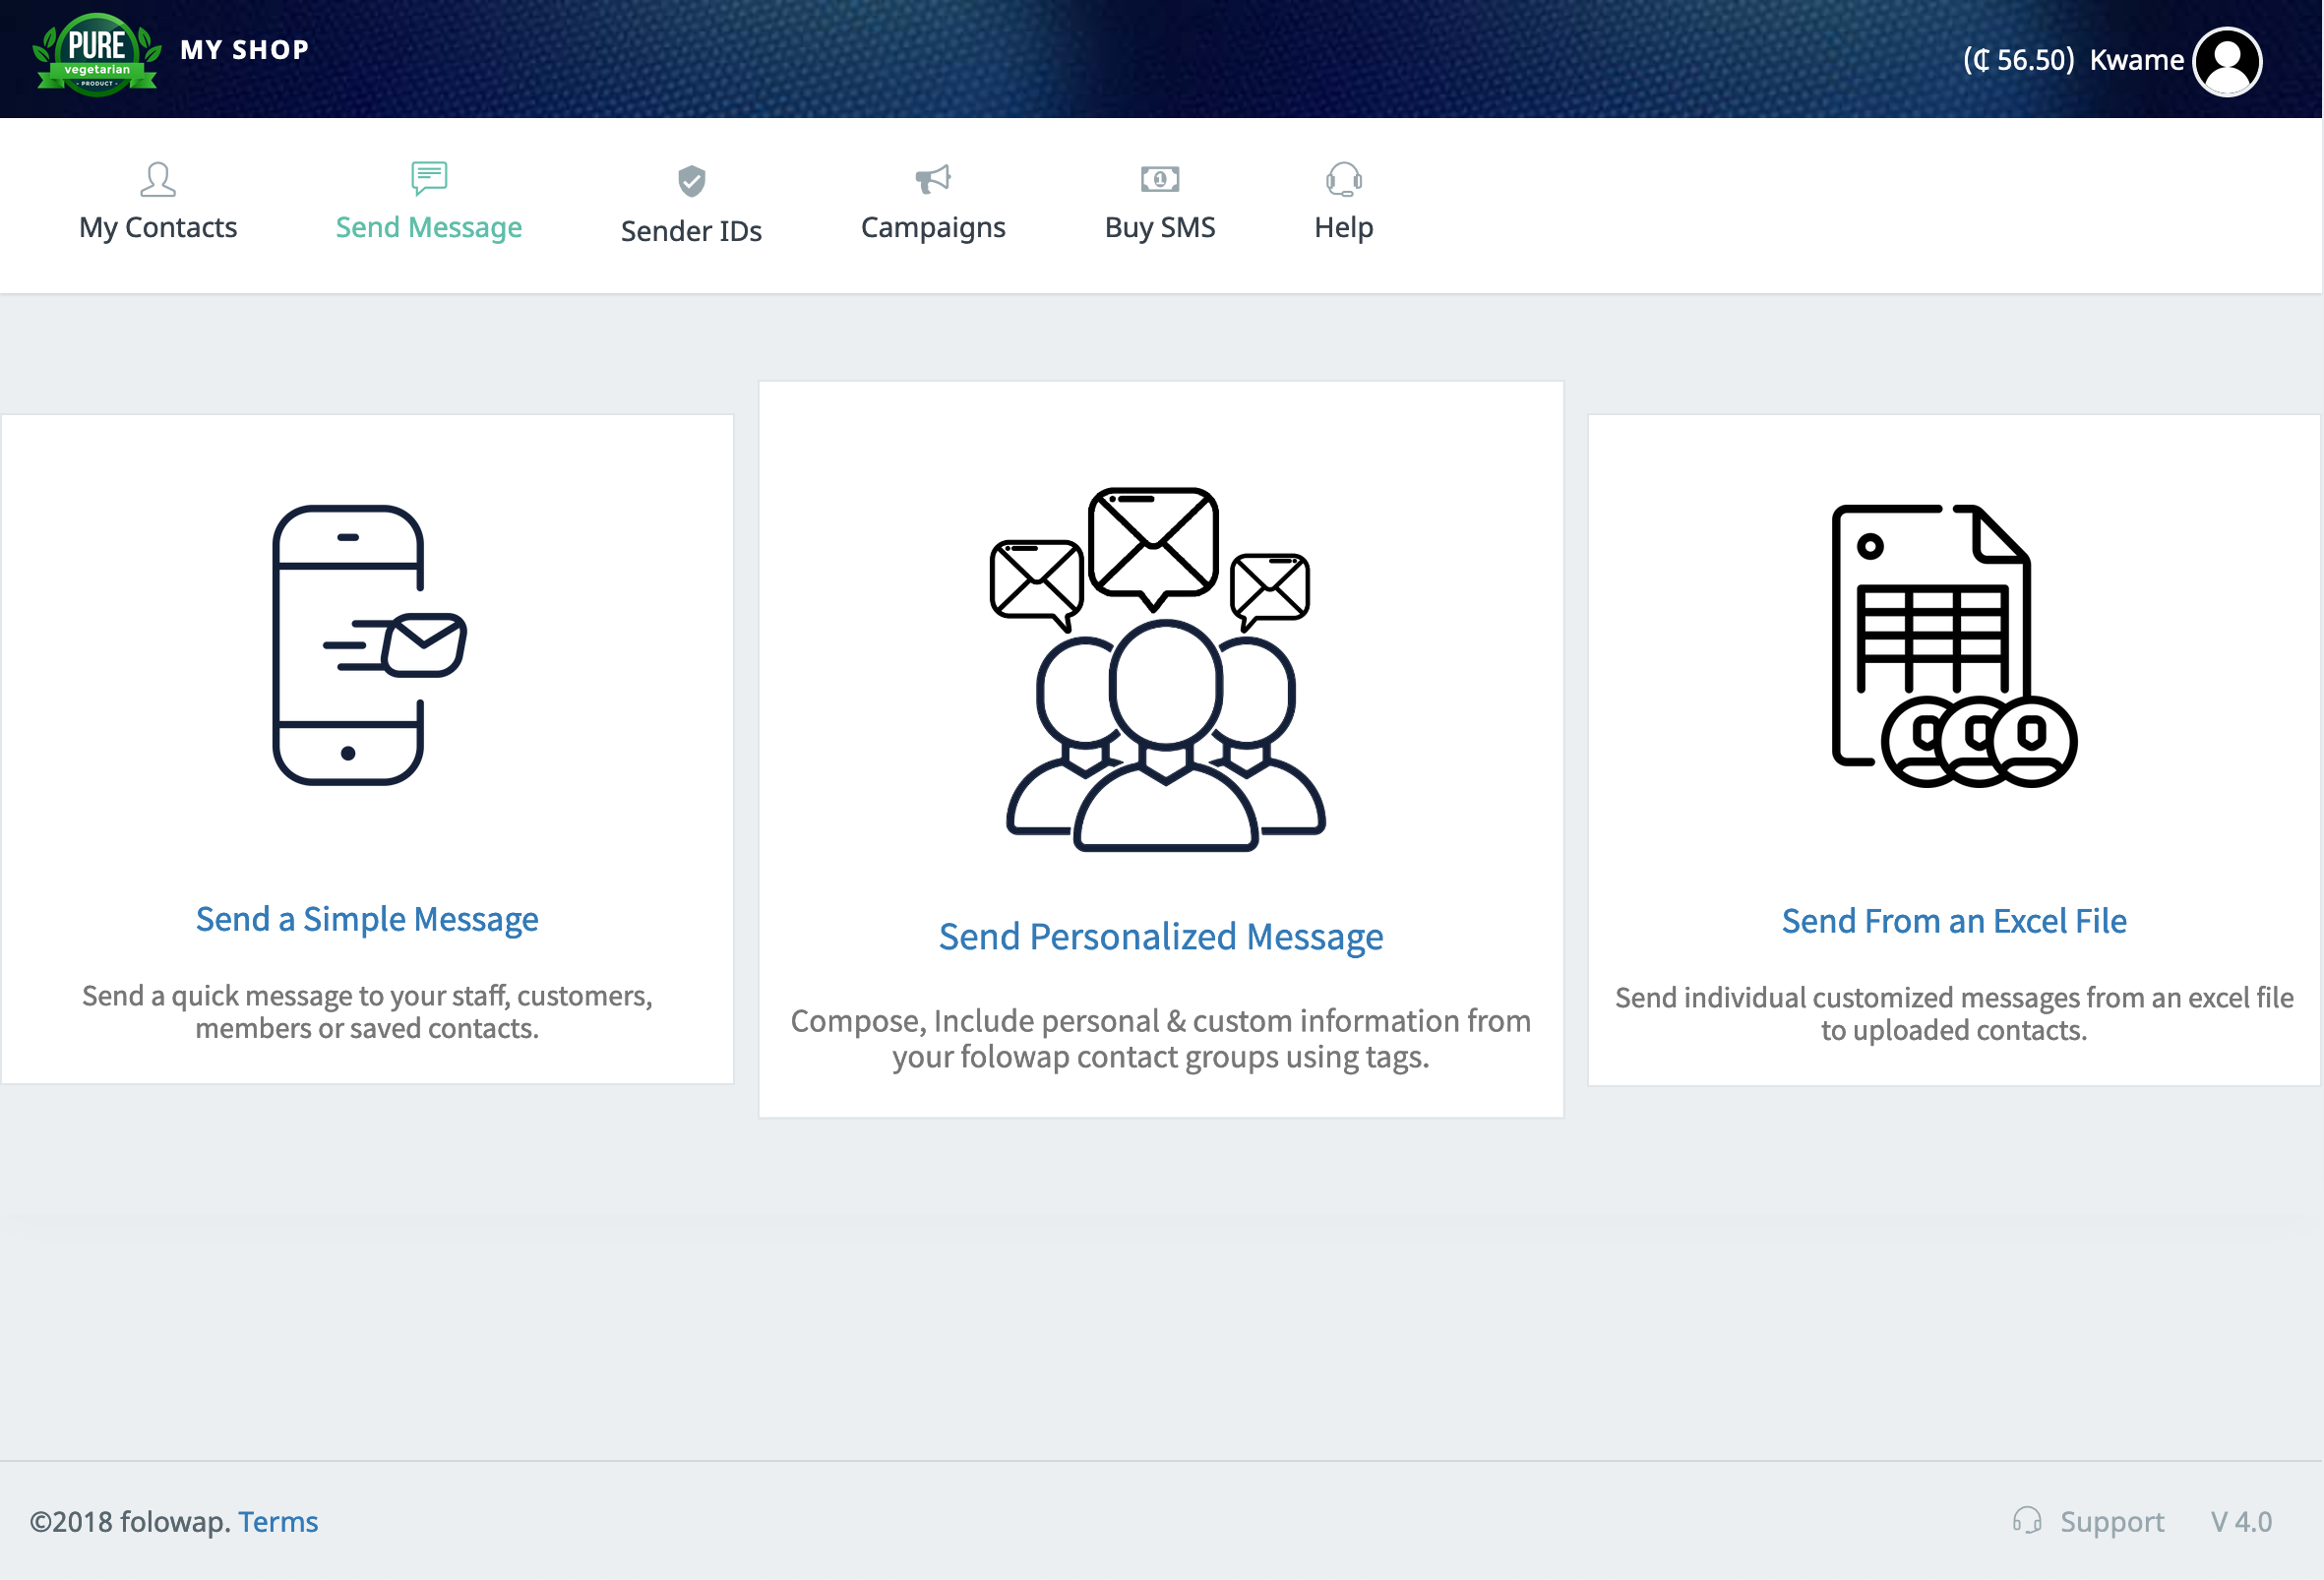 PURE
vegetarian
- PRODUCT -
MY SHOP
(₵ 56.50) Kwame
My Contacts
Send Message
Sender IDs
Campaigns
1
Buy SMS
Help
Send a Simple Message
Send a quick message to your staff, customers,
members or saved contacts.
Send Personalized Message
Compose, Include personal & custom information from
your folowap contact groups using tags.
Send From an Excel File
Send individual customized messages from an excel file
to uploaded contacts.
©2018 folowap. Terms
Support
V 4.0